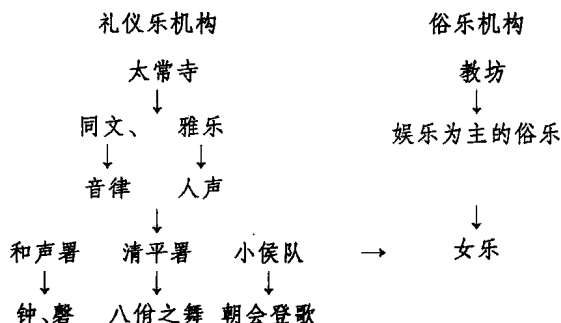 礼仪乐机构 俗乐机构
太常寺 教坊
↓ ↓
同文、 雅乐 娱乐为主的俗乐
↓ ↓
音律 人声
↓ ↓
和声署 清平署 小侯队 → 女乐
↓ ↓ ↓
钟、磬 八佾之舞 朝会登歌